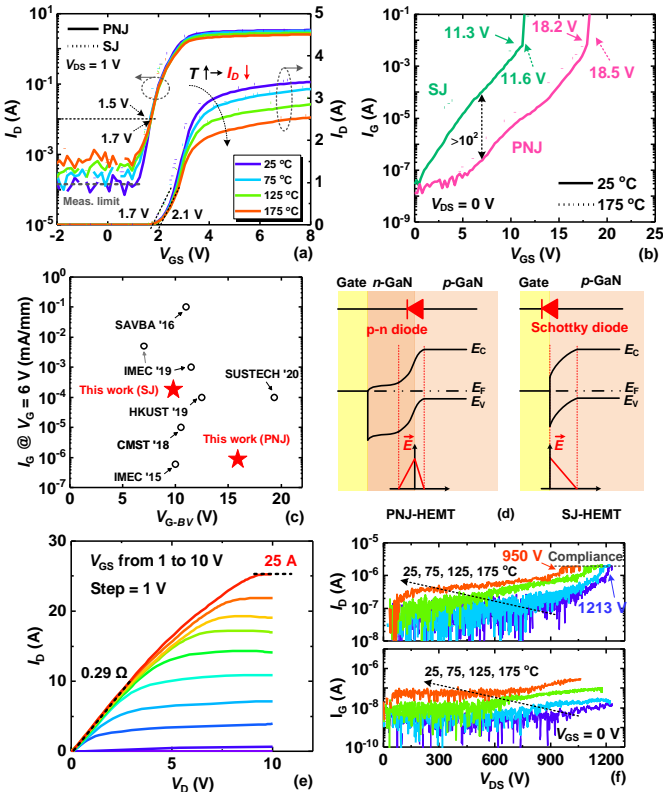 PNJ
SJ
V_DS = 1 V
T ↑→ I_D ↓
1.5 V
1.7 V
Meas. limit
1.7 V
2.1 V
25 °C
75 °C
125 °C
175 °C
10^1
10^-1
10^-3
10^-5
5
4
3
2
1
0
-2 0 2 4 6 8
I_D (A)
I_D (A)
V_GS (V)
(a)
11.3 V
18.2 V
11.6 V
18.5 V
SJ
>10^2
PNJ
25 °C
175 °C
V_DS = 0 V
10^-1
10^-3
10^-5
10^-7
10^-9
0 5 10 15 20 25
I_G (A)
V_GS (V)
(b)
10^0
10^-1
10^-2
10^-3
10^-4
10^-5
10^-6
10^-7
SAVBA '16
IMEC '19
SUSTECH '20
This work (SJ)
HKUST '19
CMST '18
This work (PNJ)
IMEC '15
0 5 10 15 20
I_G @ V_G = 6 V (mA/mm)
V_G-BV (V)
(c)
Gate n-GaN p-GaN
p-n diode
E_C
E_F
E_V
E
PNJ-HEMT
Gate p-GaN
Schottky diode
E_C
E_F
E_V
E
SJ-HEMT
(d)
V_GS from 1 to 10 V
Step = 1 V
25 A
0.29 Ω
30
25
20
15
10
5
0
0 5 10
I_D (A)
V_D (V)
(e)
950 V
Compliance
25, 75, 125, 175 °C
1213 V
10^-5
10^-6
10^-7
10^-8
I_D (A)
25, 75, 125, 175 °C
V_GS = 0 V
10^-6
10^-8
10^-10
I_G (A)
0 300 600 900 1200
V_DS (V)
(f)